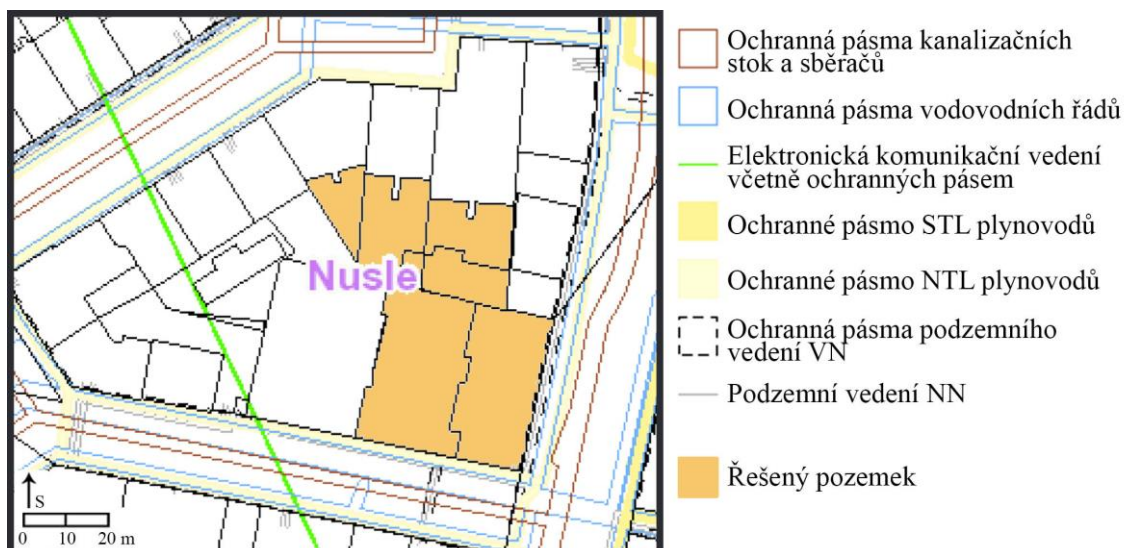 Nusle
S
0 10 20 m
Ochranná pásma kanalizačních
stok a sběračů
Ochranná pásma vodovodních řádů
Elektronická komunikační vedení
včetně ochranných pásem
Ochranné pásmo STL plynovodů
Ochranné pásmo NTL plynovodů
Ochranná pásma podzemního
vedení VN
Podzemní vedení NN
Řešený pozemek